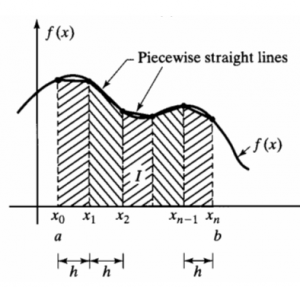 f(x)
Piecewise straight lines
f(x)
I
x₀ x₁ x₂ xₙ₋₁ xₙ
a b
h h h